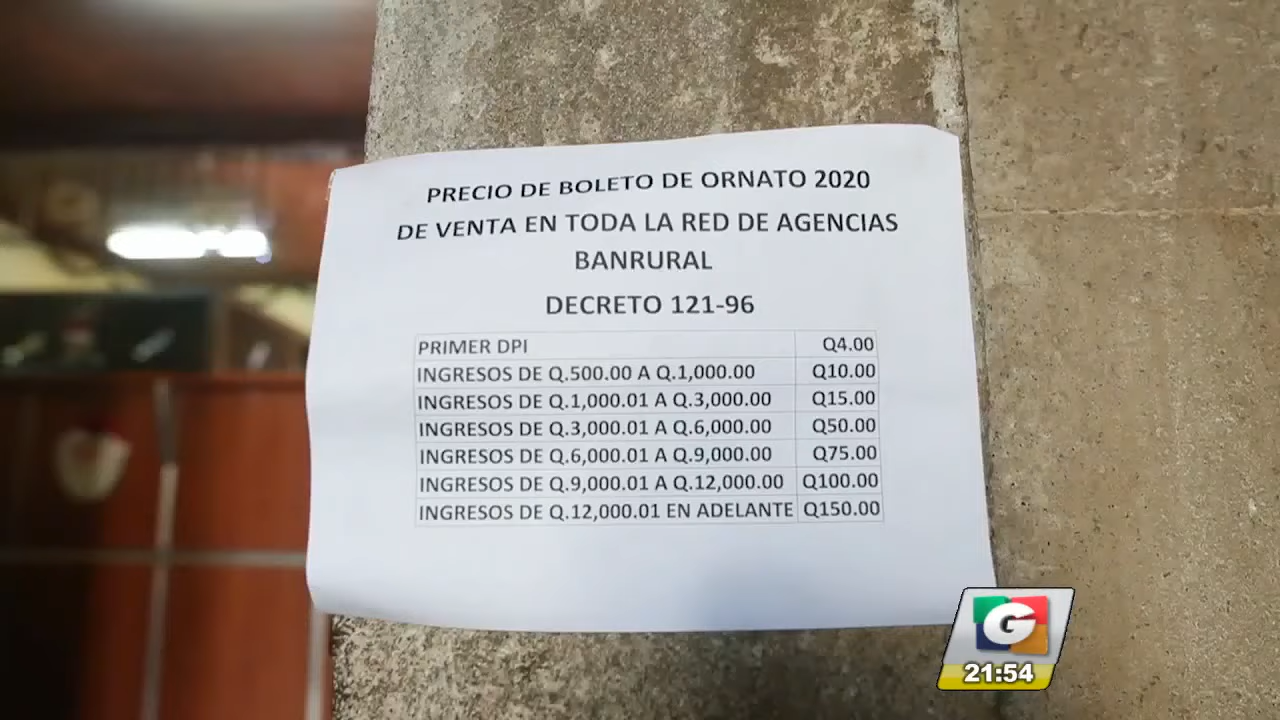 PRECIO DE BOLETO DE ORNATO 2020
DE VENTA EN TODA LA RED DE AGENCIAS
BANRURAL
DECRETO 121-96
PRIMER DPI Q4.00
INGRESOS DE Q.500.00 A Q.1,000.00 Q10.00
INGRESOS DE Q.1,000.01 A Q.3,000.00 Q15.00
INGRESOS DE Q.3,000.01 A Q.6,000.00 Q50.00
INGRESOS DE Q.6,000.01 A Q.9,000.00 Q75.00
INGRESOS DE Q.9,000.01 A Q.12,000.00 Q100.00
INGRESOS DE Q.12,000.01 EN ADELANTE Q150.00
G
21:54